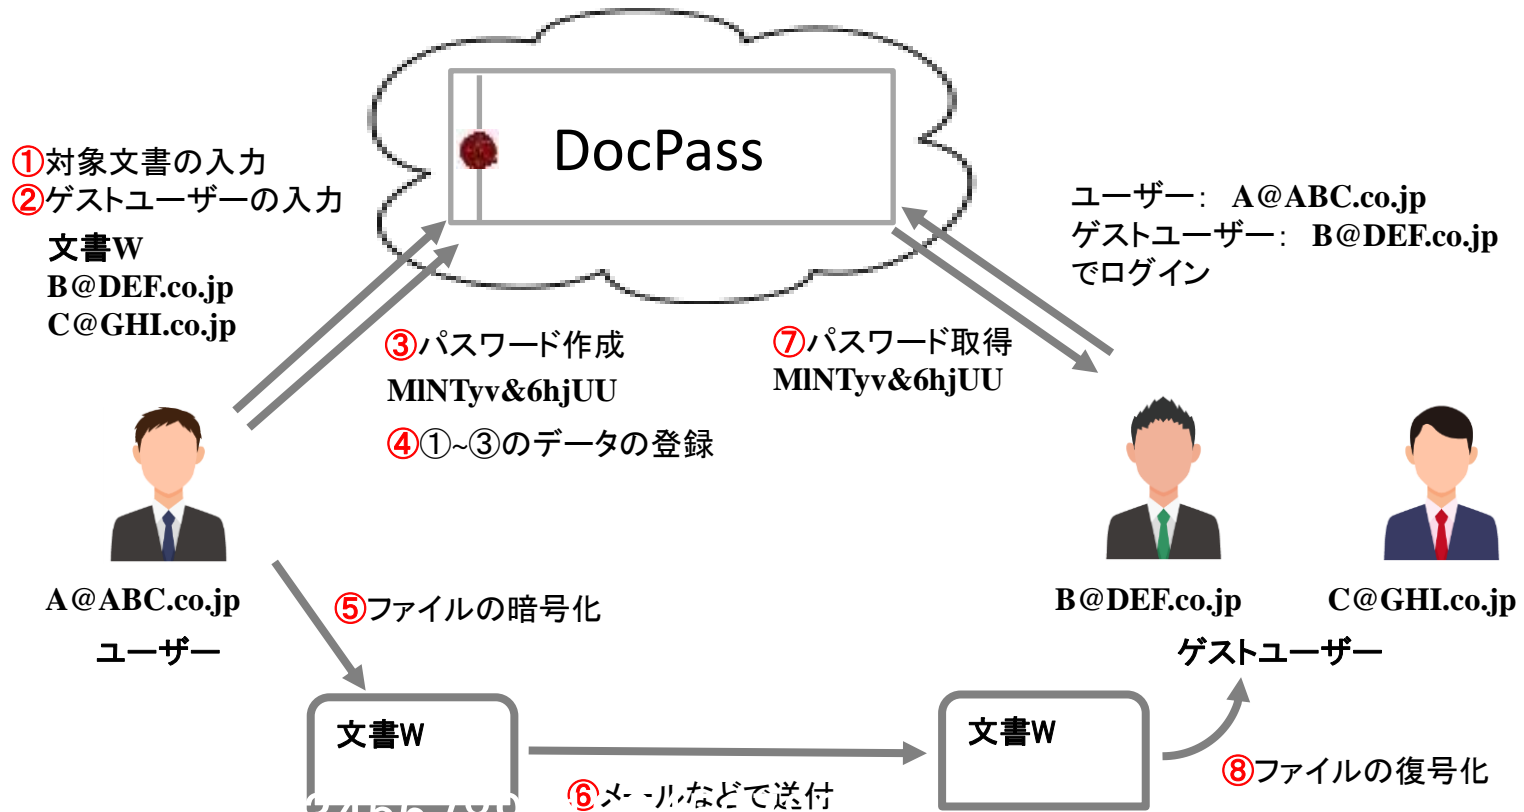 DocPass
①対象文書の入力
②ゲストユーザーの入力
文書W
B@DEF.co.jp
C@GHI.co.jp
ユーザー： A@ABC.co.jp
ゲストユーザー： B@DEF.co.jp
でログイン
③パスワード作成
MlNTyv&6hjUU
④①~③のデータの登録
⑦パスワード取得
MlNTyv&6hjUU
A@ABC.co.jp
ユーザー
⑤ファイルの暗号化
B@DEF.co.jp
C@GHI.co.jp
ゲストユーザー
文書W
文書W
⑥メールなどで送付
⑧ファイルの復号化